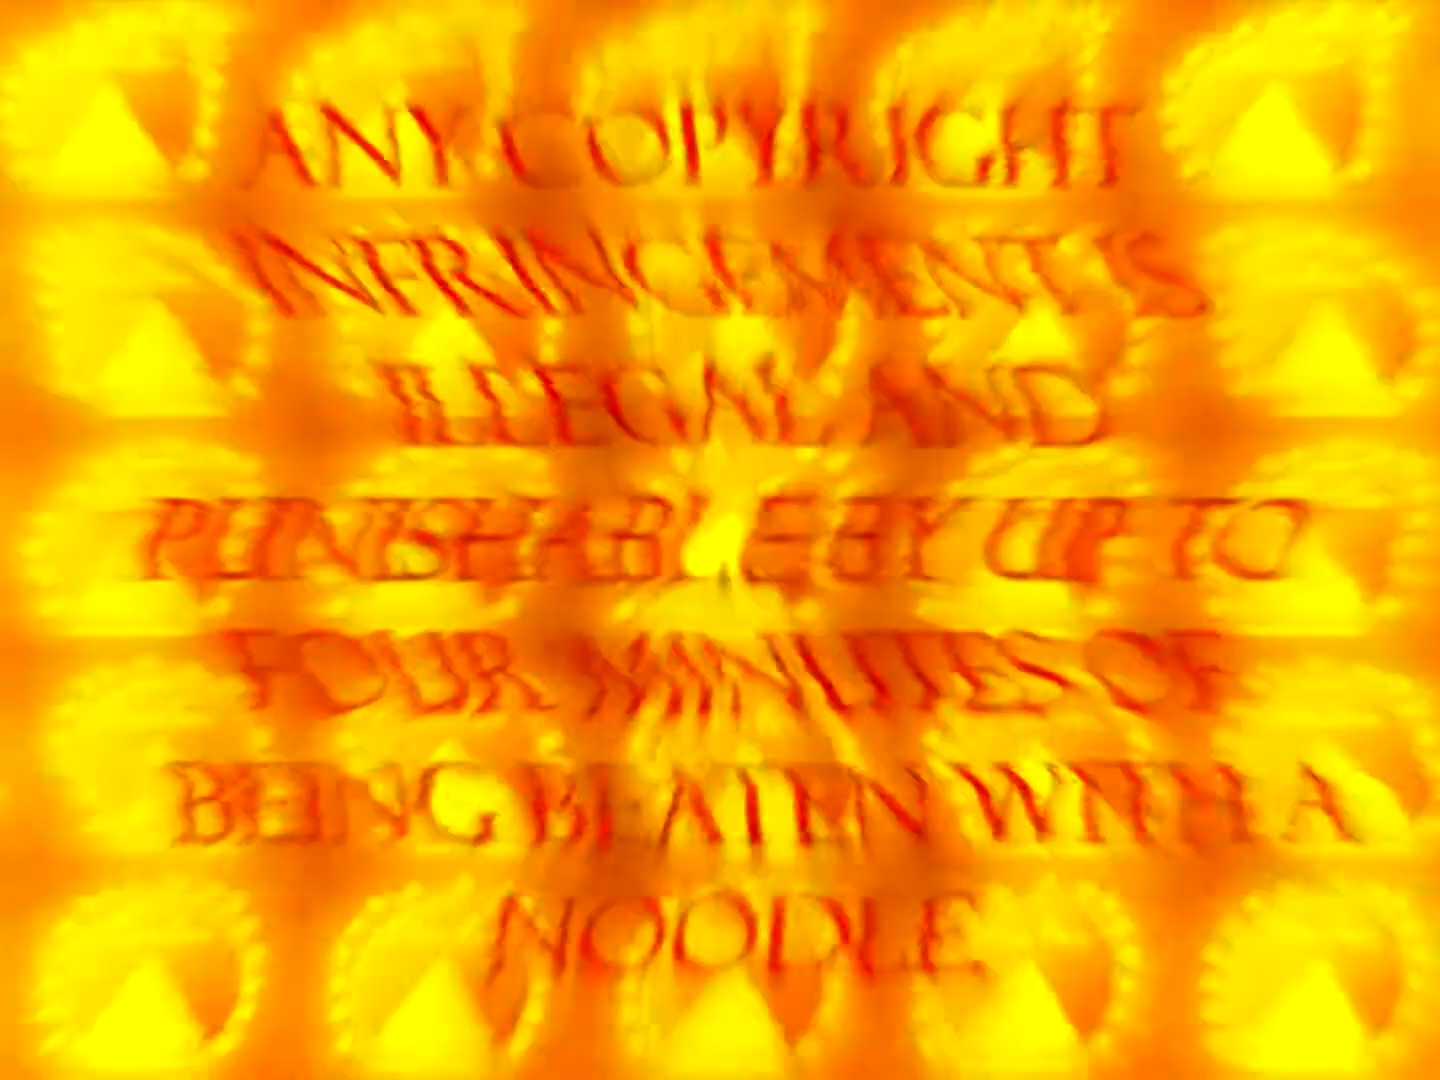 ANY COPYRIGHT
INFRINGEMENT IS
ILLEGAL AND
PUNISHABLE BY UP TO
FOUR MINUTES OF
BEING BEATEN WITH A
NOODLE